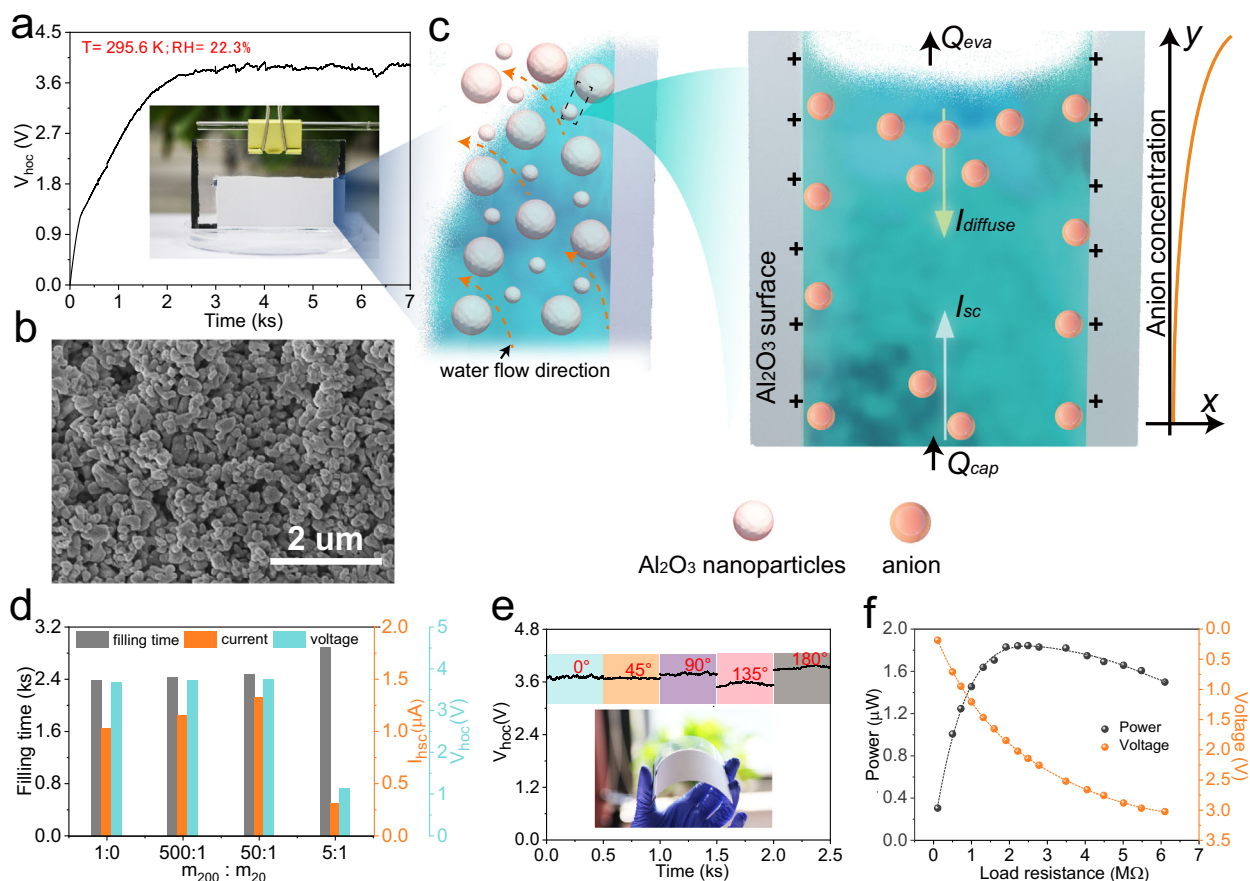 a
4.5
3.6
2.7
1.8
0.9
0.0
V_hoc (V)
T= 295.6 K; RH= 22.3%
0 1 2 3 4 5 6 7
Time (ks)
b
2 um
c
water flow direction
Q_eva
I_diffuse
I_sc
Q_cap
Al₂O₃ surface
+ + + + + +
+ + + + + +
y
Anion concentration
x
Al₂O₃ nanoparticles
anion
d
filling time current voltage
3.2
2.4
1.6
0.8
0.0
Filling time (ks)
2.0
1.5
1.0
0.5
0.0
I_hsc(μA)
5
4
3
2
1
0
V_hoc(V)
1:0 500:1 50:1 5:1
m₂₀₀ : m₂₀
e
4.8
3.6
2.4
1.2
0.0
V_hoc(V)
0° 45° 90° 135° 180°
0.0 0.5 1.0 1.5 2.0 2.5
Time (ks)
f
2.0
1.6
1.2
0.8
0.4
0.0
Power (μW)
Power
Voltage
0.0
0.5
1.0
1.5
2.0
2.5
3.0
3.5
Voltage (V)
0 1 2 3 4 5 6 7
Load resistance (MΩ)